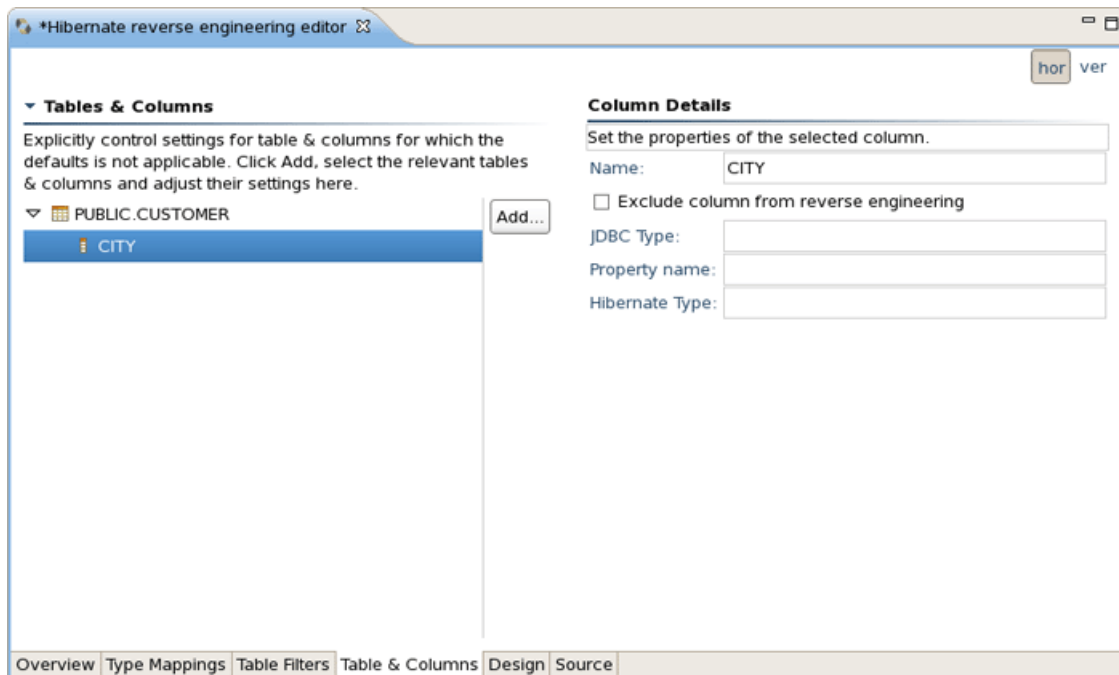 *Hibernate reverse engineering editor
hor ver
Tables & Columns
Explicitly control settings for table & columns for which the
defaults is not applicable. Click Add, select the relevant tables
& columns and adjust their settings here.
PUBLIC.CUSTOMER
CITY
Add...
Column Details
Set the properties of the selected column.
Name: CITY
Exclude column from reverse engineering
JDBC Type:
Property name:
Hibernate Type:
Overview Type Mappings Table Filters Table & Columns Design Source